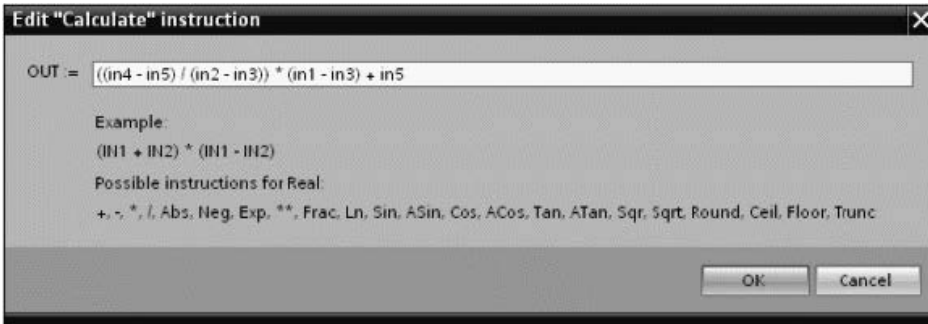 Edit "Calculate" instruction
OUT := ((in4 - in5) / (in2 - in3)) * (in1 - in3) + in5
Example:
(IN1 + IN2) * (IN1 - IN2)
Possible instructions for Real:
+, -, *, /, Abs, Neg, Exp, **, Frac, Ln, Sin, ASin, Cos, ACos, Tan, ATan, Sqr, Sqrt, Round, Ceil, Floor, Trunc
OK Cancel